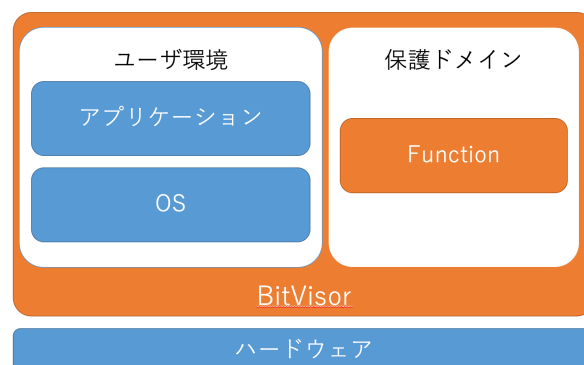 ユーザ環境
アプリケーション
OS
保護ドメイン
Function
BitVisor
ハードウェア